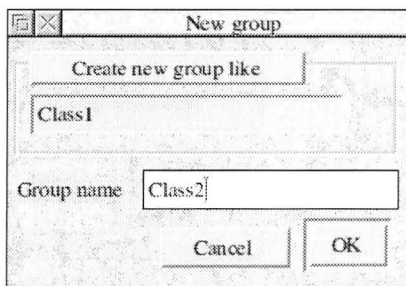 New group
Create new group like
Class1
Group name Class2
Cancel OK